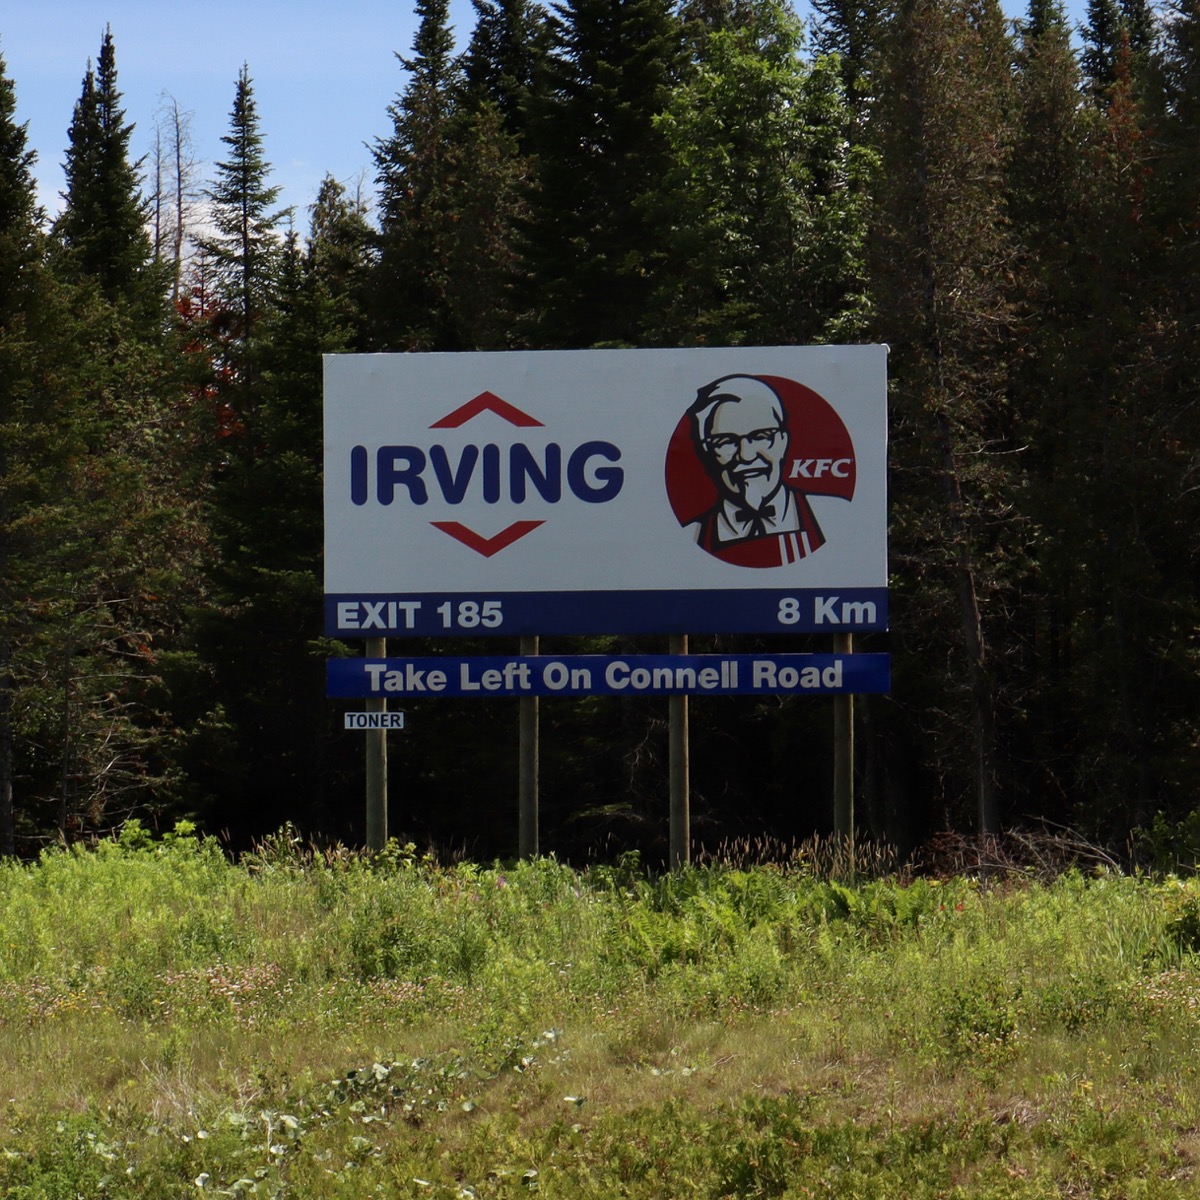 IRVING
KFC
EXIT 185 8 Km
Take Left On Connell Road
TONER